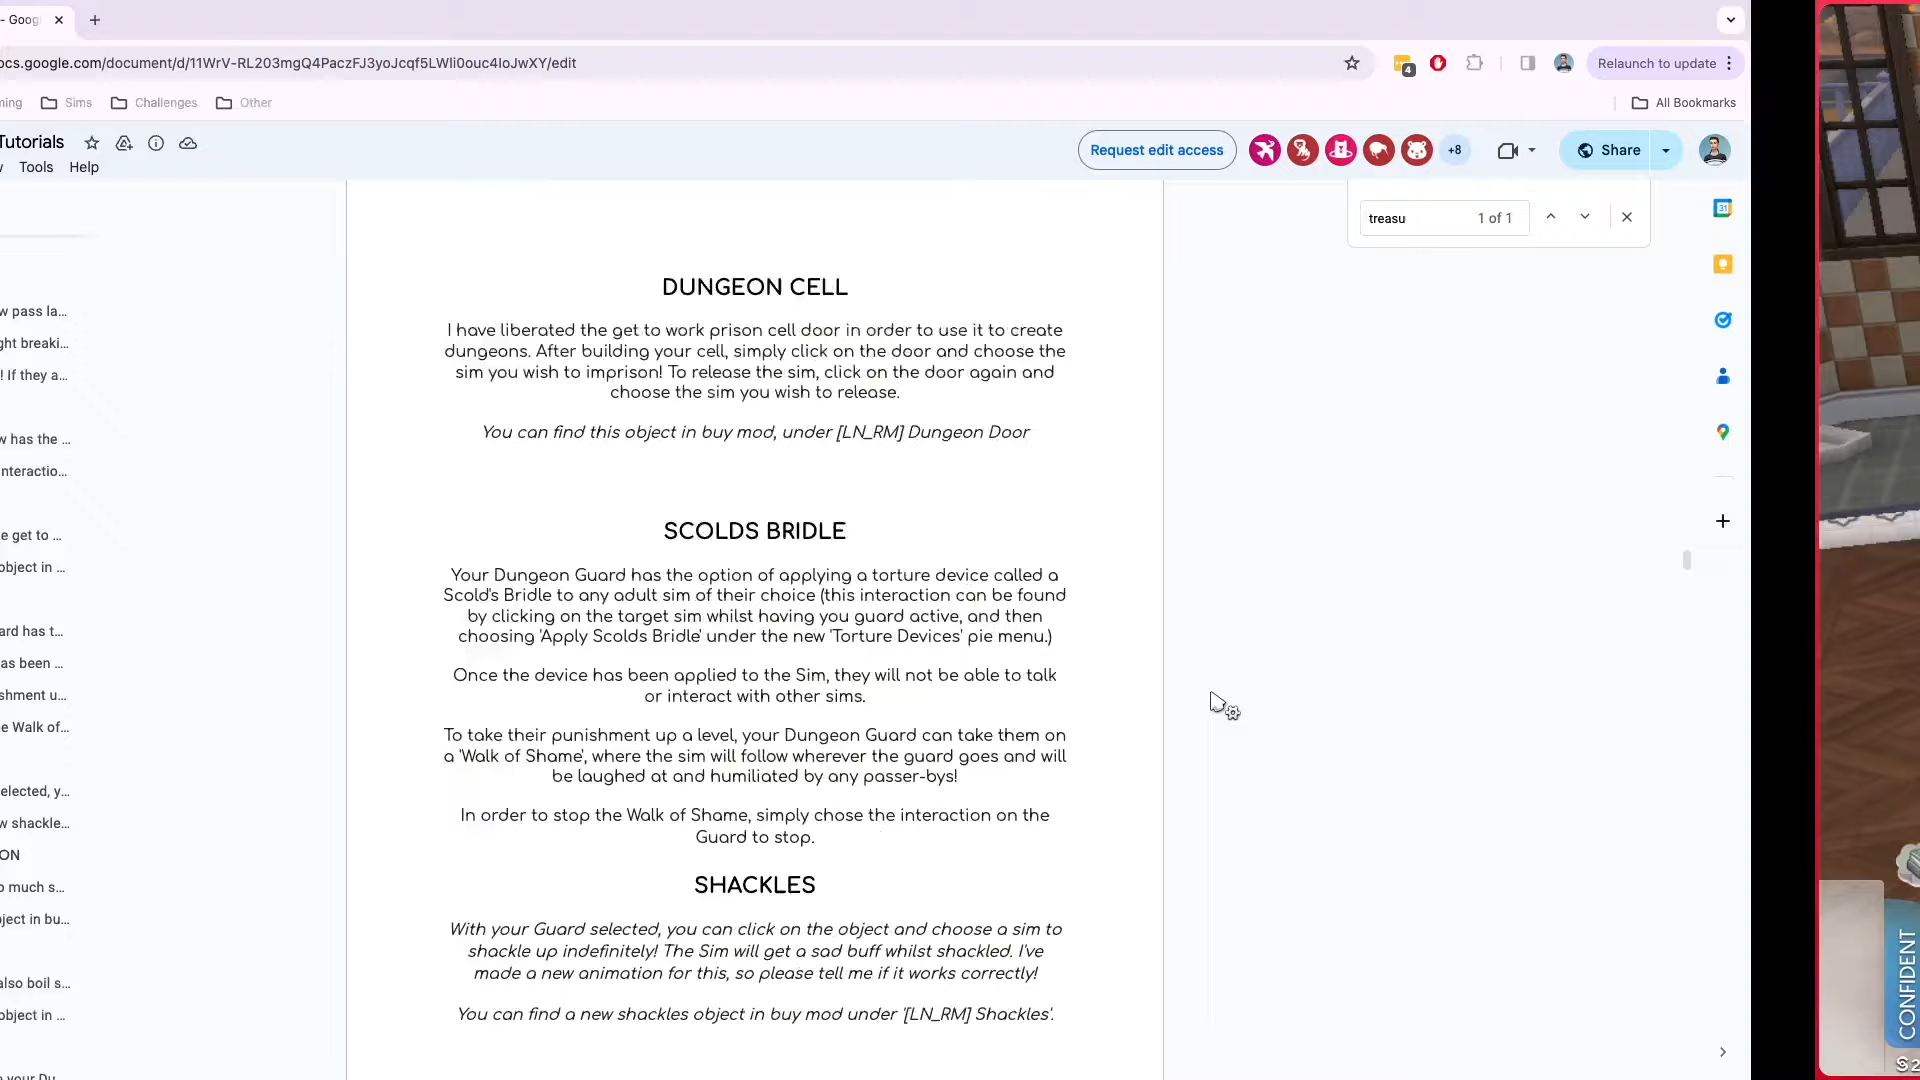 - Goog
ocs.google.com/document/d/11WrV-RL203mgQ4PaczFJ3yoJcqf5LWli0ouc4IoJwXY/edit
4
Relaunch to update
ming
Sims
Challenges
Other
All Bookmarks
Tutorials
Tools
Help
Request edit access
+8
Share
treasu
1 of 1
31
w pass la...
ght breaki...
! If they a...
w has the ...
nteractio...
e get to ...
object in ...
ard has t...
as been ...
shment u...
e Walk of...
elected, y...
w shackle...
ON
o much s...
ject in bu...
also boil s...
object in ...
DUNGEON CELL
I have liberated the get to work prison cell door in order to use it to create
dungeons. After building your cell, simply click on the door and choose the
sim you wish to imprison! To release the sim, click on the door again and
choose the sim you wish to release.
You can find this object in buy mod, under [LN_RM] Dungeon Door
SCOLDS BRIDLE
Your Dungeon Guard has the option of applying a torture device called a
Scold's Bridle to any adult sim of their choice (this interaction can be found
by clicking on the target sim whilst having you guard active, and then
choosing 'Apply Scolds Bridle' under the new 'Torture Devices' pie menu.)
Once the device has been applied to the Sim, they will not be able to talk
or interact with other sims.
To take their punishment up a level, your Dungeon Guard can take them on
a 'Walk of Shame', where the sim will follow wherever the guard goes and will
be laughed at and humiliated by any passer-bys!
In order to stop the Walk of Shame, simply chose the interaction on the
Guard to stop.
SHACKLES
With your Guard selected, you can click on the object and choose a sim to
shackle up indefinitely! The Sim will get a sad buff whilst shackled. I've
made a new animation for this, so please tell me if it works correctly!
You can find a new shackles object in buy mod under '[LN_RM] Shackles'.
CONFIDENT